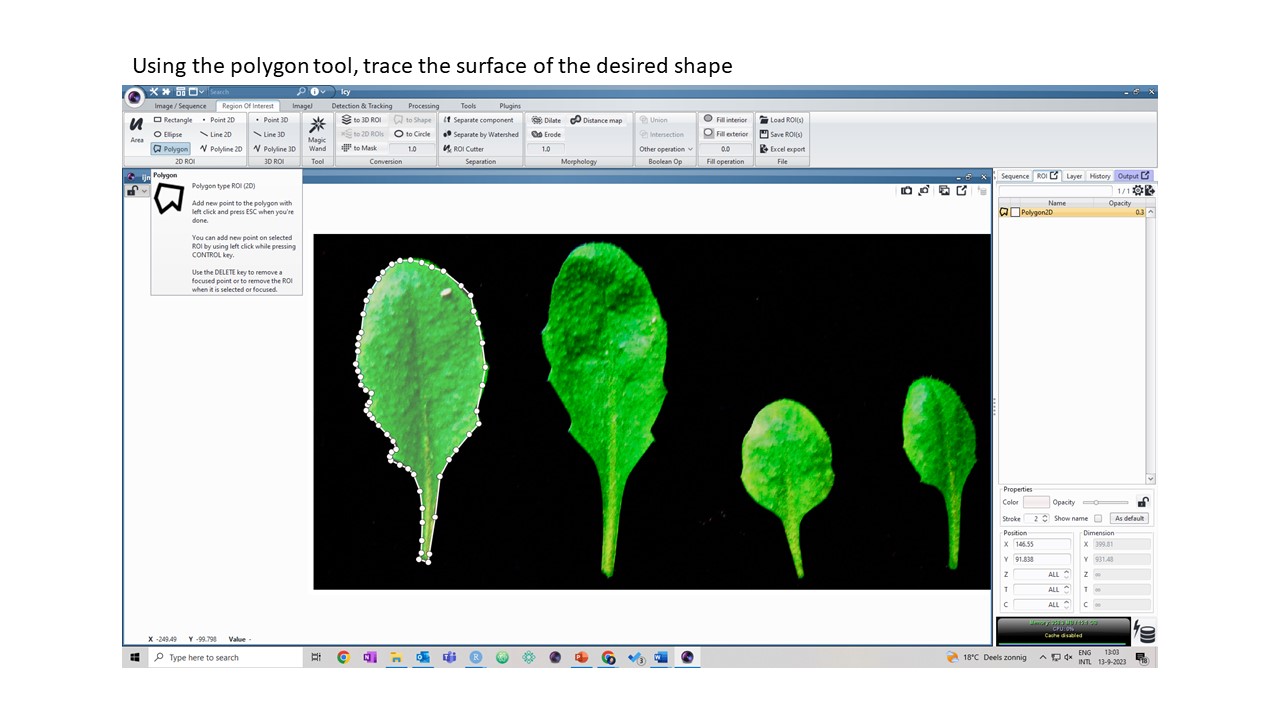 Using the polygon tool, trace the surface of the desired shape
Search
Icy
Image / Sequence Region Of Interest ImageJ Detection & Tracking Processing Tools Plugins
Rectangle Point 2D Point 3D to 3D ROI to Shape Separate component Dilate Distance map Union Fill interior Load ROI(s)
Area Ellipse Line 2D Line 3D Magic Wand to 2D ROIs to Circle Separate by Watershed Erode Intersection Fill exterior Save ROI(s)
Polygon Polyline 2D Polyline 3D to Mask 1.0 ROI Cutter 1.0 Other operation 0.0 Excel export
2D ROI 3D ROI Tool Conversion Separation Morphology Boolean Op Fill operation File
Polygon
Polygon type ROI (2D)
Add new point to the polygon with
left click and press ESC when you're
done.
You can add new point on selected
ROI by using left click while pressing
CONTROL key.
Use the DELETE key to remove a
focused point or to remove the ROI
when it is selected or focused.
Sequence ROI Layer History Output
1 / 1
Name Opacity
Polygon2D 0.3
Properties
Color Opacity
Stroke 2 Show name As default
Position Dimension
X 146.55 X 399.81
Y 91.838 Y 931.48
Z ALL Z ∞
T ALL T ∞
C ALL C ∞
CPU: 0%
Cache disabled
X -249.49 Y -99.798 Value -
Type here to search
18°C Deels zonnig
ENG
INTL
13:03
13-9-2023